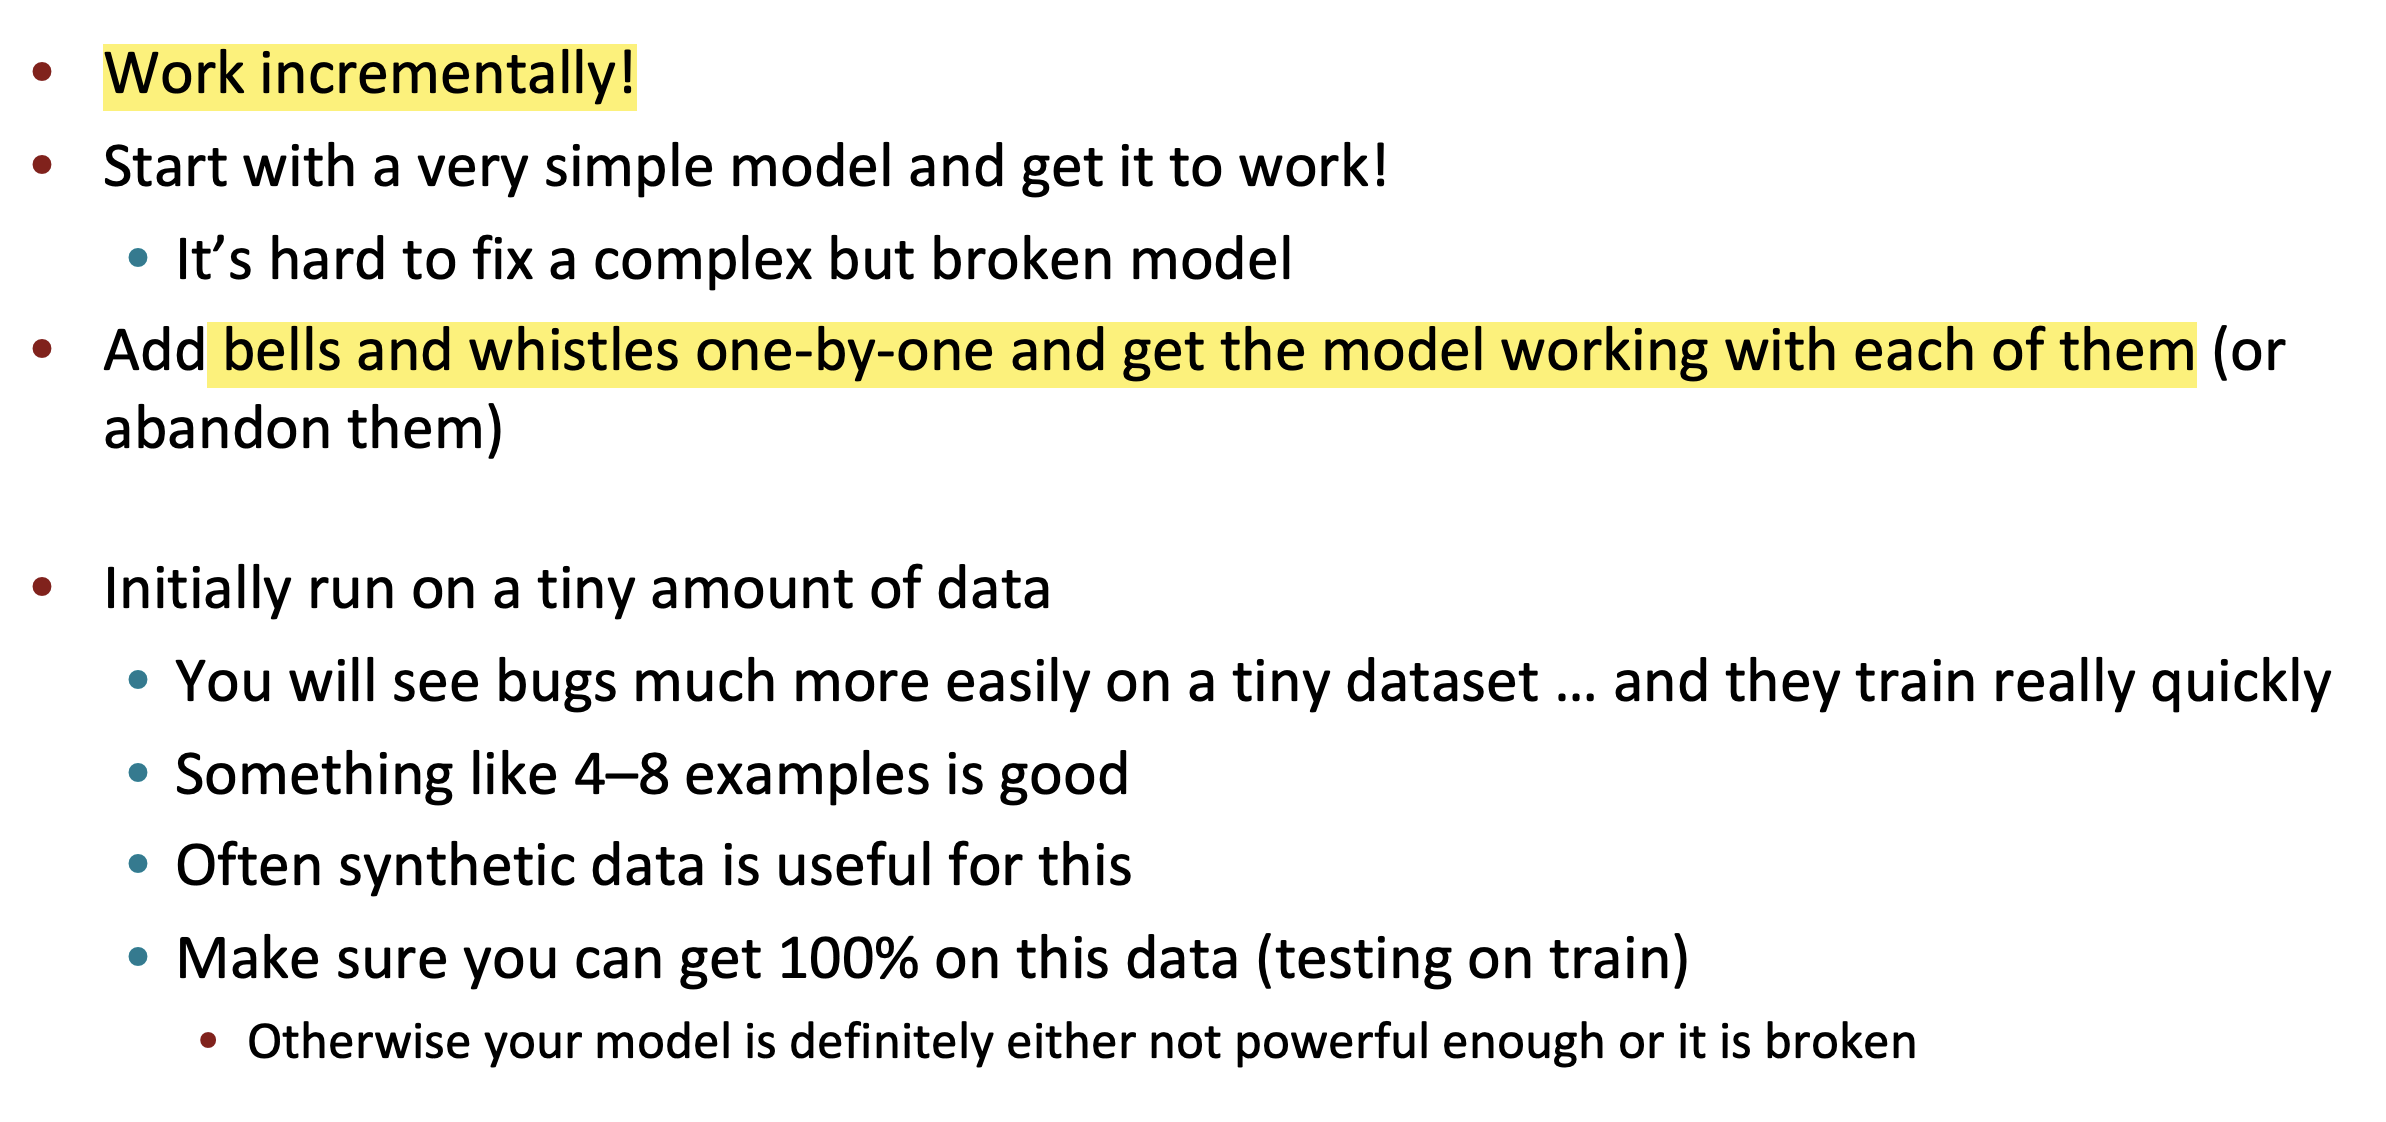 • Work incrementally!
• Start with a very simple model and get it to work!
• It’s hard to fix a complex but broken model
• Add bells and whistles one-by-one and get the model working with each of them (or
abandon them)
• Initially run on a tiny amount of data
• You will see bugs much more easily on a tiny dataset … and they train really quickly
• Something like 4–8 examples is good
• Often synthetic data is useful for this
• Make sure you can get 100% on this data (testing on train)
• Otherwise your model is definitely either not powerful enough or it is broken